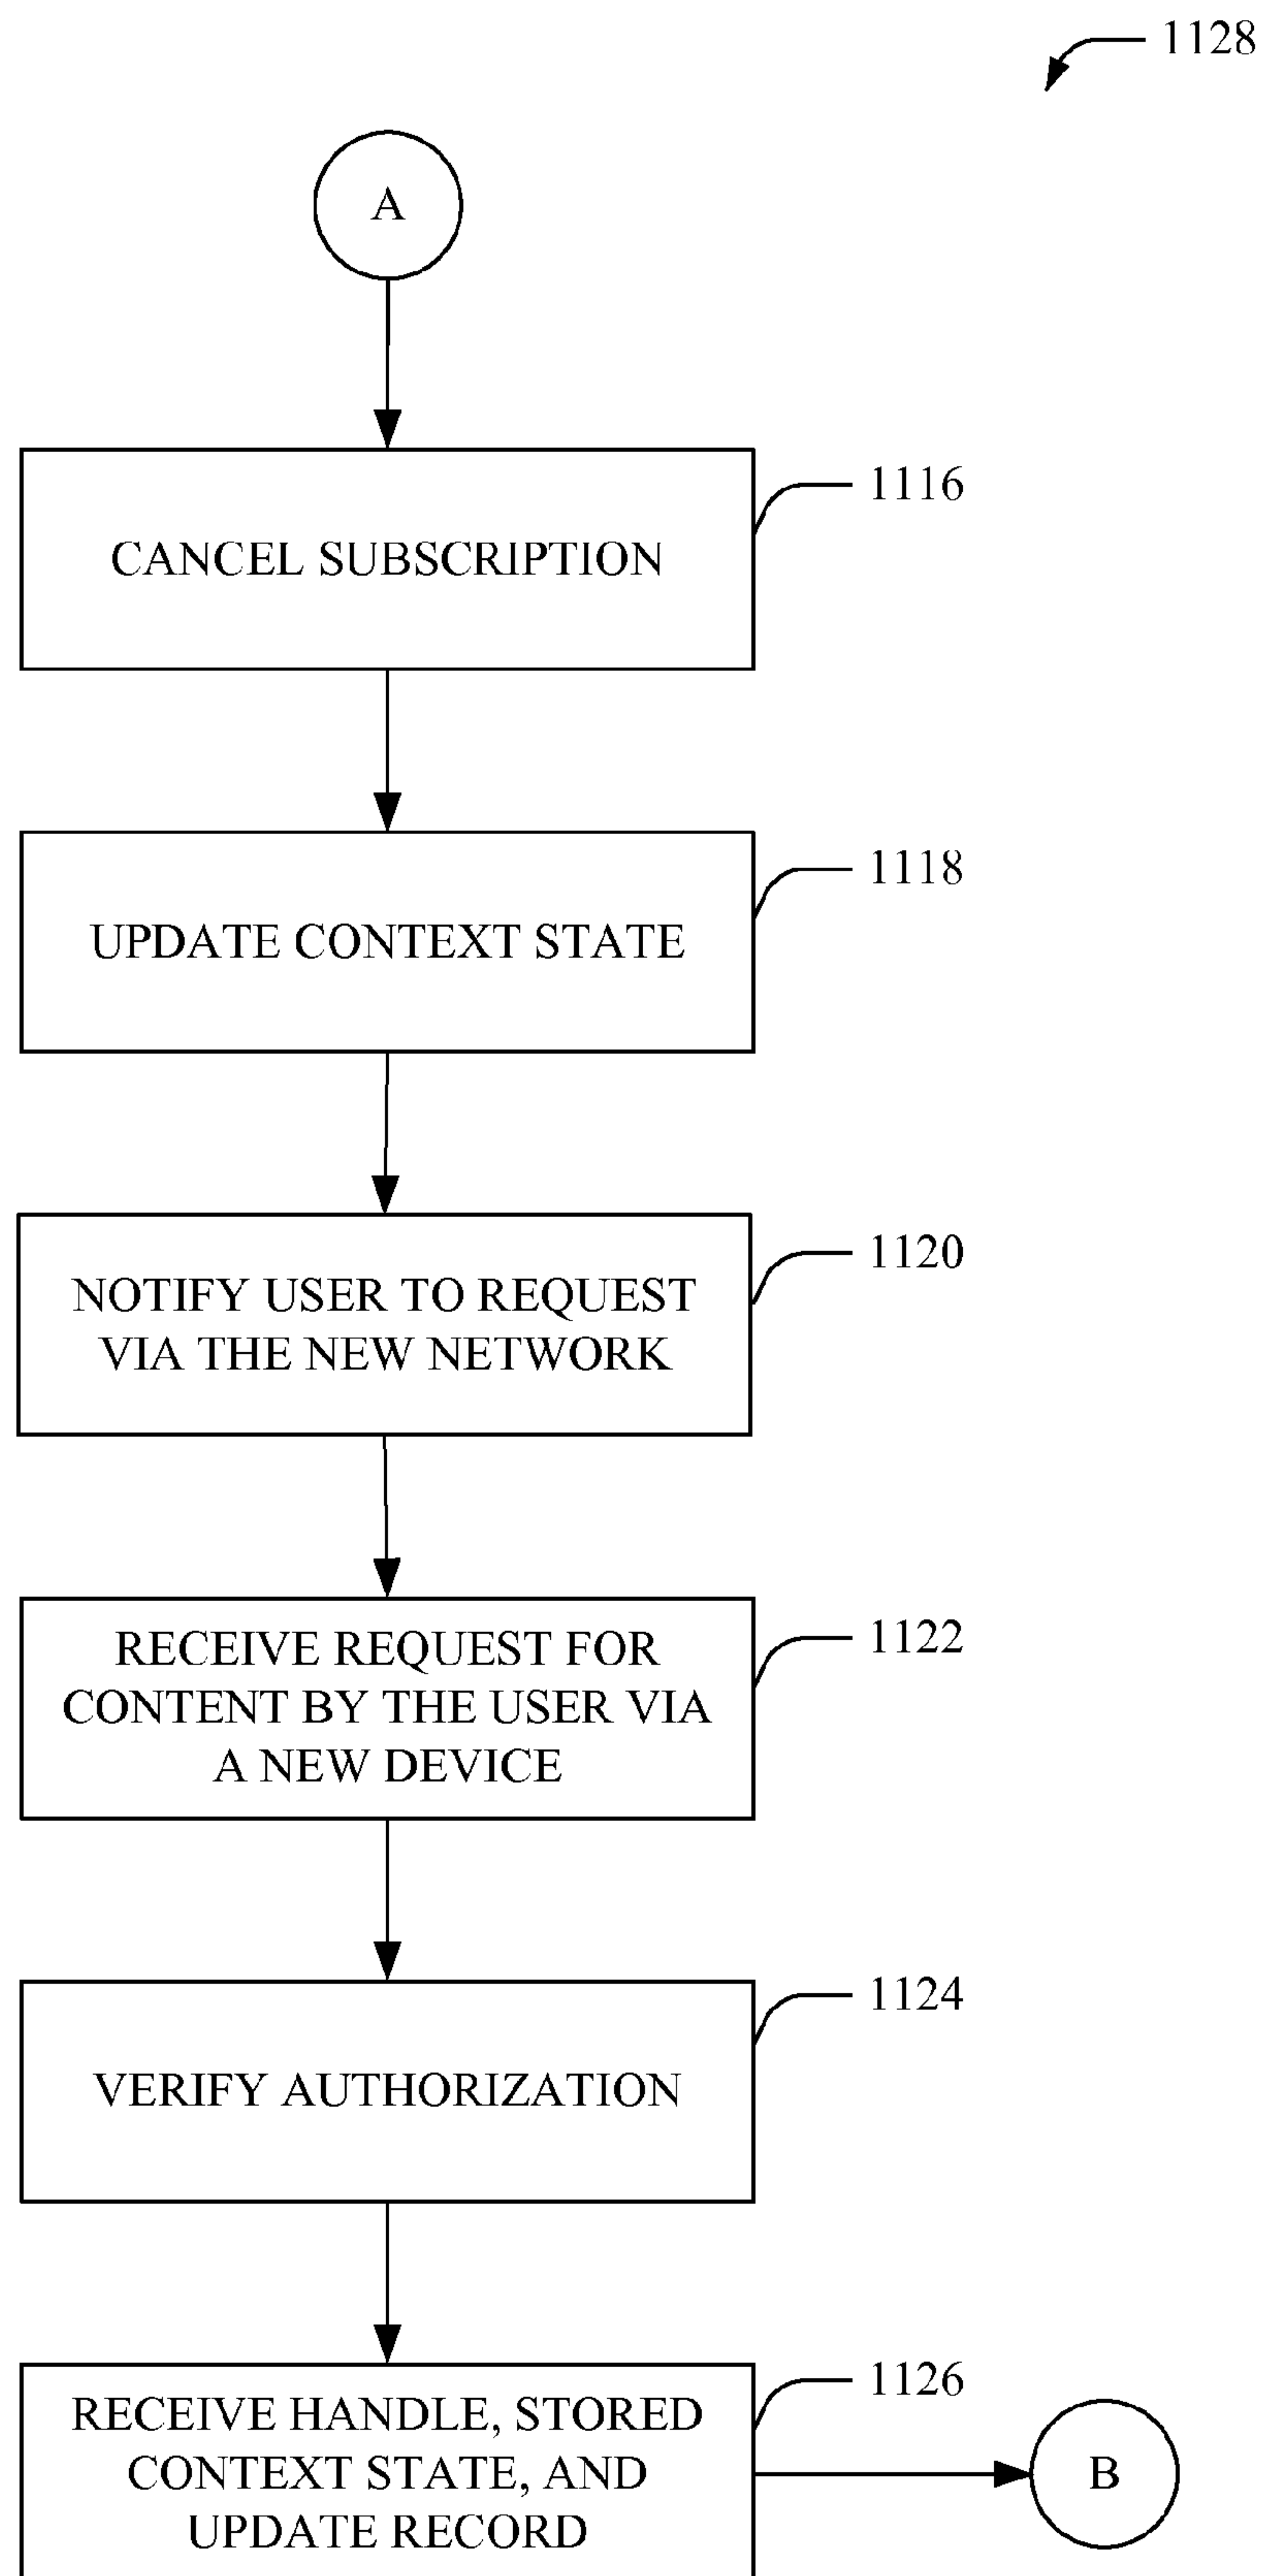 1128
A
CANCEL SUBSCRIPTION
1116
UPDATE CONTEXT STATE
1118
NOTIFY USER TO REQUEST
VIA THE NEW NETWORK
1120
RECEIVE REQUEST FOR
CONTENT BY THE USER VIA
A NEW DEVICE
1122
VERIFY AUTHORIZATION
1124
RECEIVE HANDLE, STORED
CONTEXT STATE, AND
UPDATE RECORD
1126
B